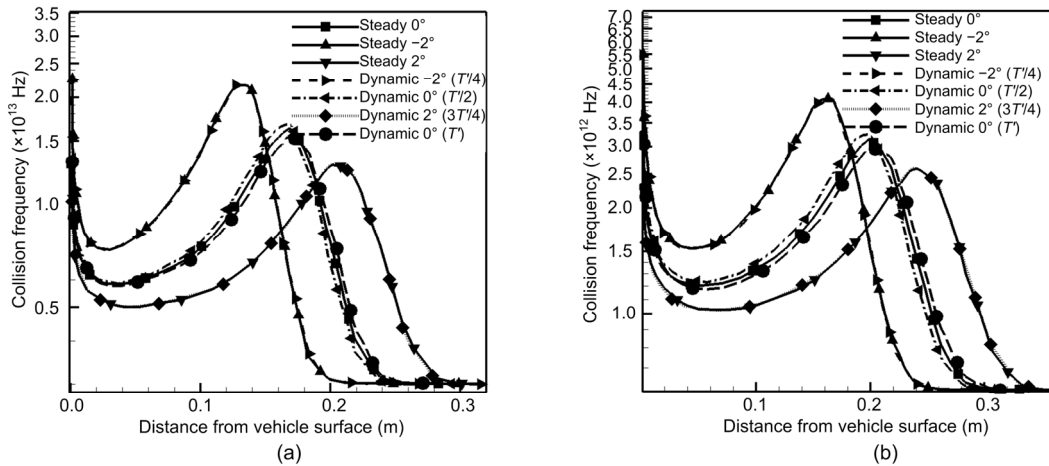 3.5
3.0
2.5
2.0
1.5
1.0
0.5
Collision frequency (×10¹³ Hz)
Steady 0°
Steady −2°
Steady 2°
Dynamic −2° (T'/4)
Dynamic 0° (T'/2)
Dynamic 2° (3T'/4)
Dynamic 0° (T')
0.0 0.1 0.2 0.3
Distance from vehicle surface (m)
(a)
7.0
6.5
6.0
5.5
5.0
4.5
4.0
3.5
3.0
2.5
2.0
1.5
1.0
Collision frequency (×10¹² Hz)
Steady 0°
Steady −2°
Steady 2°
Dynamic −2° (T'/4)
Dynamic 0° (T'/2)
Dynamic 2° (3T'/4)
Dynamic 0° (T')
0.1 0.2 0.3
Distance from vehicle surface (m)
(b)